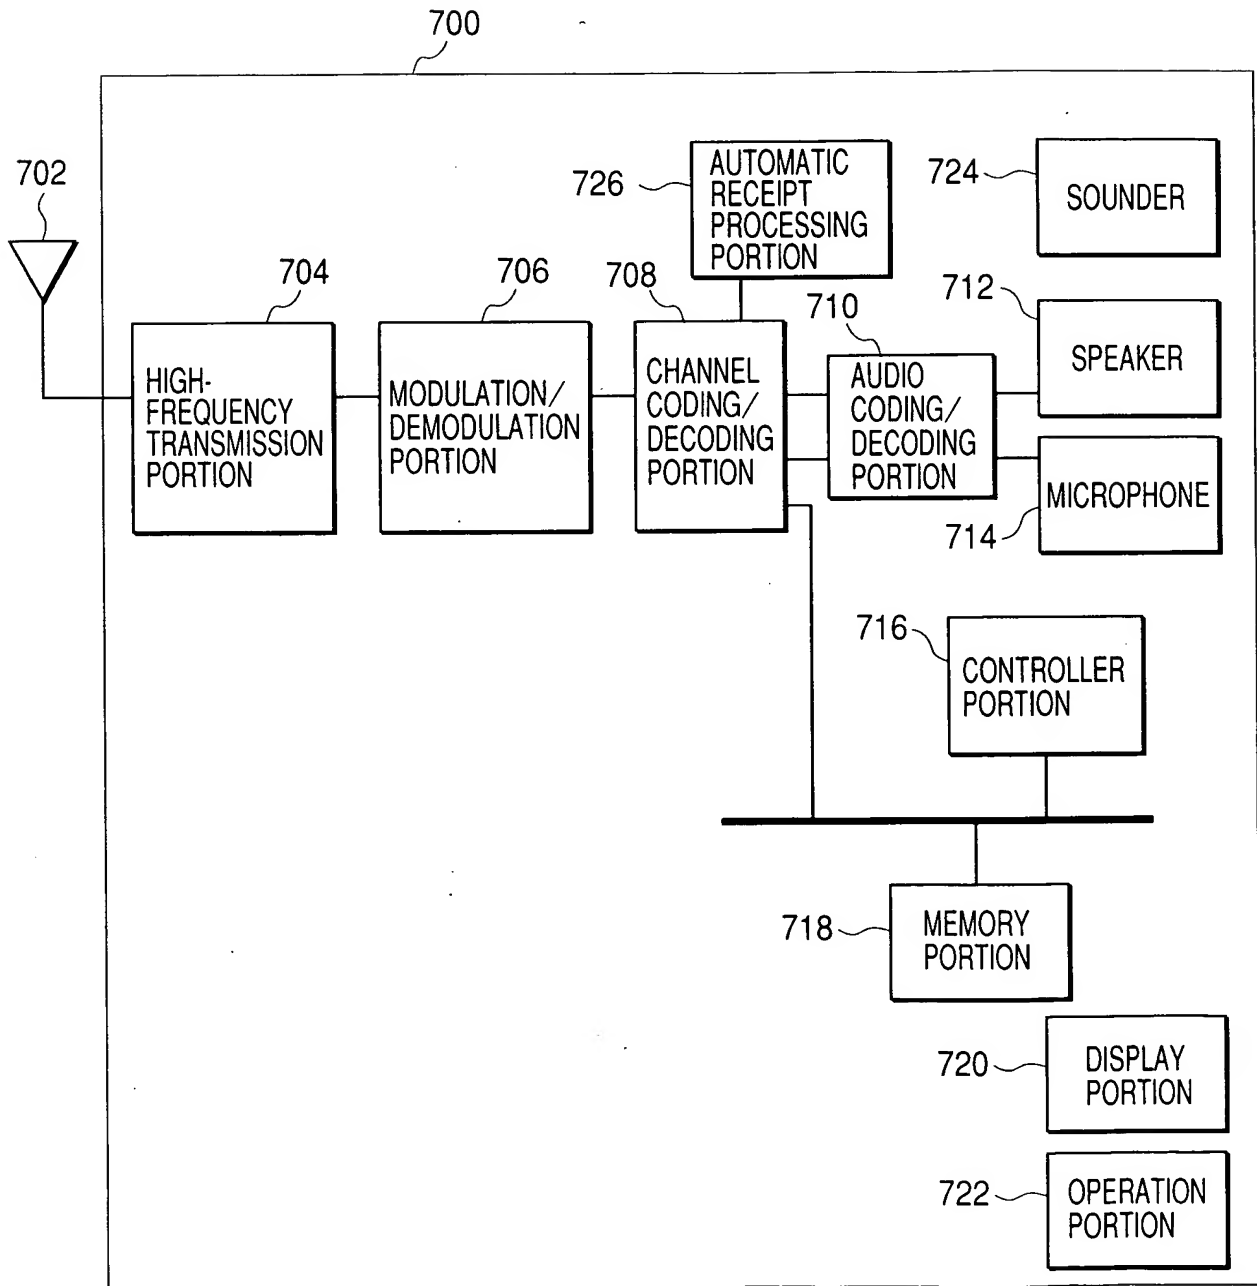 700
702
704
HIGH-
FREQUENCY
TRANSMISSION
PORTION
706
MODULATION/
DEMODULATION
PORTION
708
CHANNEL
CODING/
DECODING
PORTION
726
AUTOMATIC
RECEIPT
PROCESSING
PORTION
710
AUDIO
CODING/
DECODING
PORTION
724
SOUNDER
712
SPEAKER
MICROPHONE
714
716
CONTROLLER
PORTION
718
MEMORY
PORTION
720
DISPLAY
PORTION
722
OPERATION
PORTION